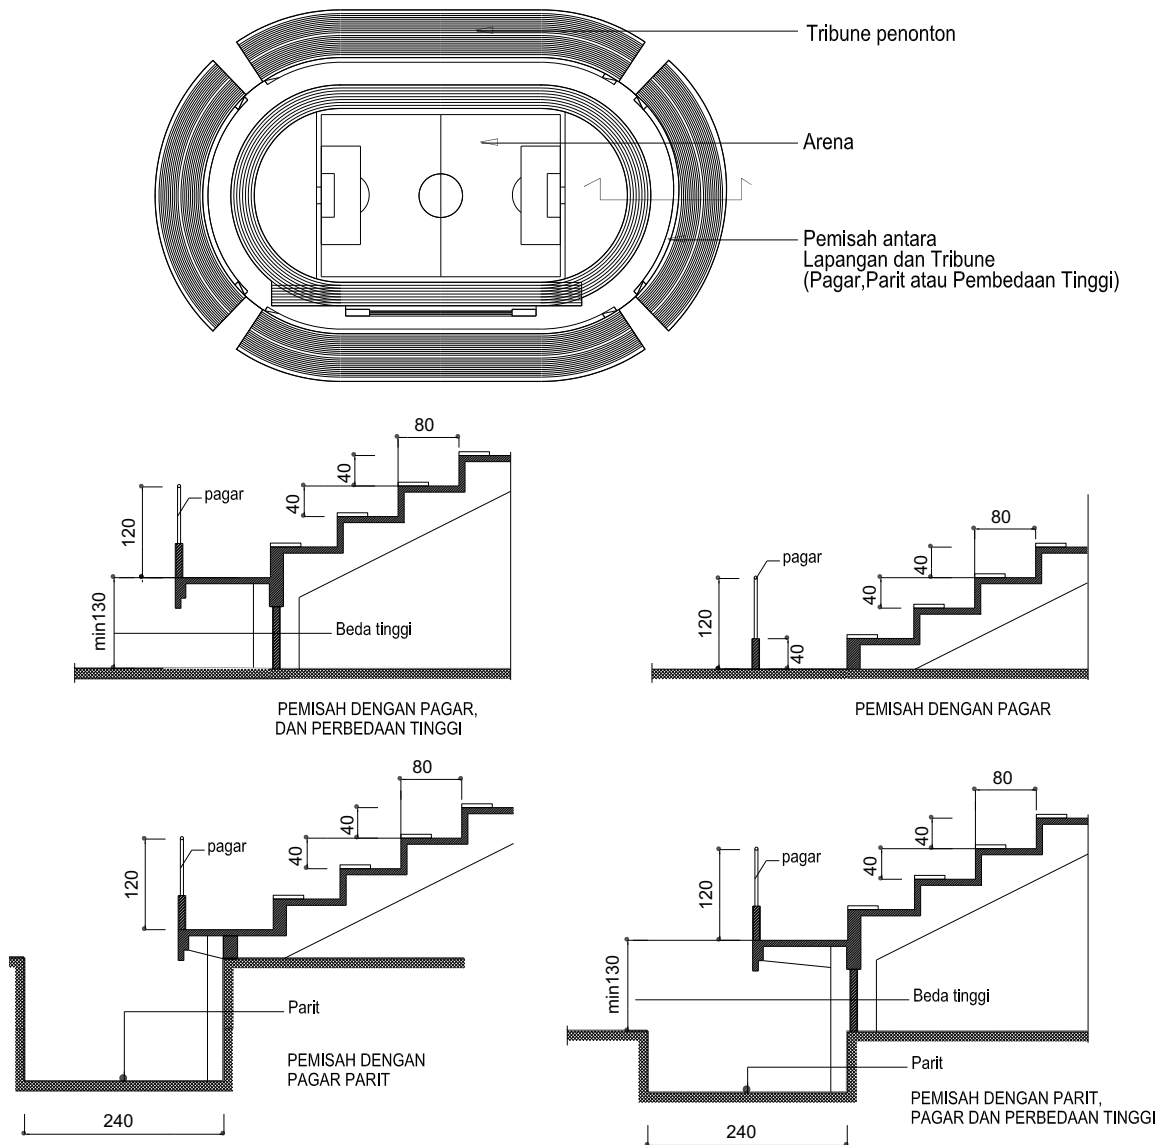 Tribune penonton
Arena
Pemisah antara
Lapangan dan Tribune
(Pagar,Parit atau Pembedaan Tinggi)
80
40
40
pagar
120
min130
Beda tinggi
PEMISAH DENGAN PAGAR,
DAN PERBEDAAN TINGGI
80
40
40
pagar
120
40
PEMISAH DENGAN PAGAR
80
40
40
pagar
120
Parit
PEMISAH DENGAN
PAGAR PARIT
240
80
40
40
pagar
120
min130
Beda tinggi
Parit
PEMISAH DENGAN PARIT,
PAGAR DAN PERBEDAAN TINGGI
240